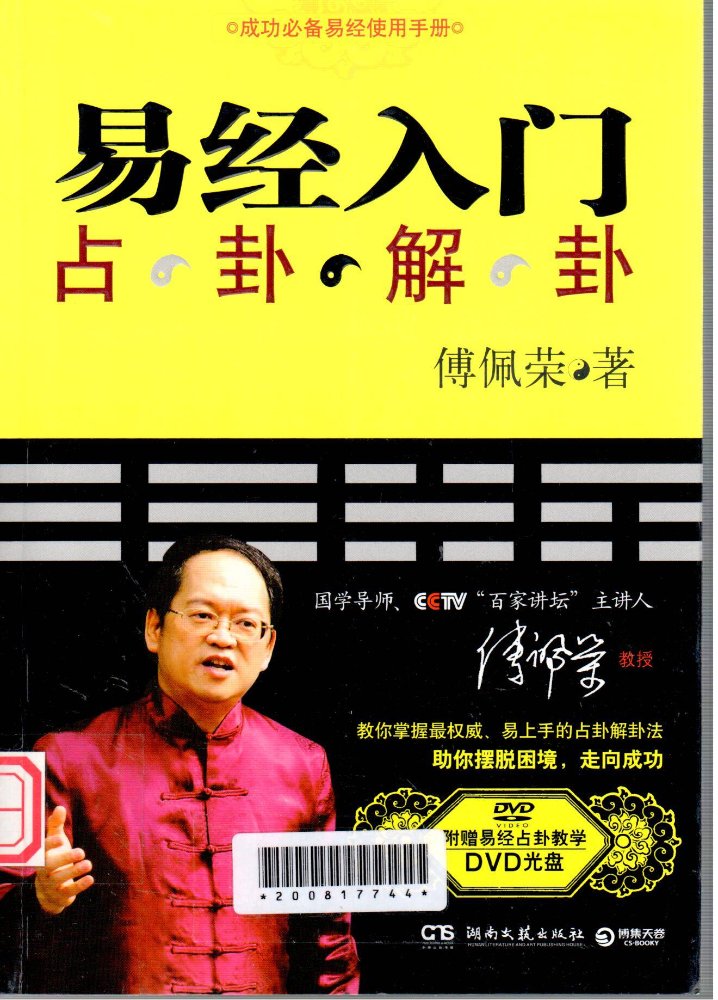 ◎成功必备易经使用手册◎
易经入门
占·卦·解·卦
傅佩荣 著
国学导师、CCTV“百家讲坛”主讲人
傅佩荣 教授
教你掌握最权威、易上手的占卦解卦法
助你摆脱困境，走向成功
DVD
VIDEO
附赠易经占卦教学
DVD光盘
*200817744*
湖南文艺出版社
HUNAN LITERATURE AND ART PUBLISHING HOUSE
博集天卷
CS-BOOKY